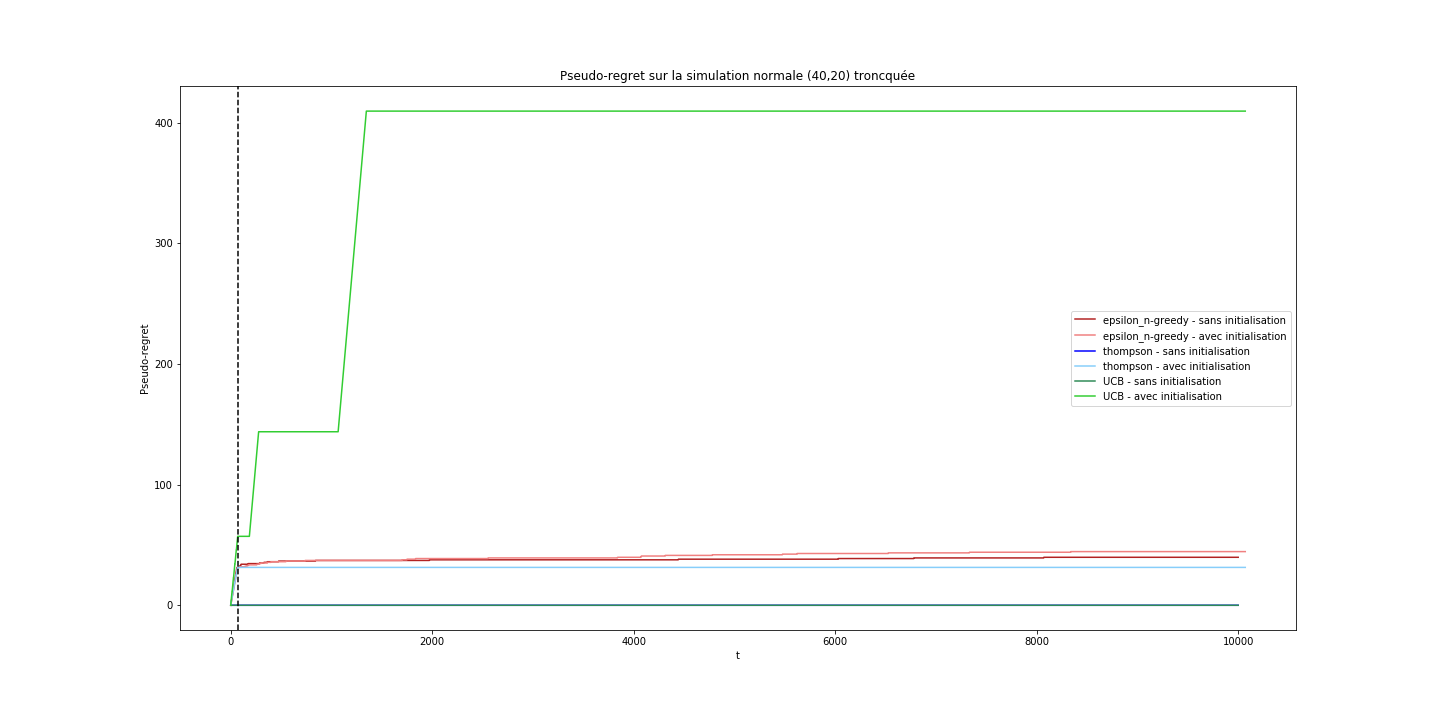 Pseudo-regret sur la simulation normale (40,20) troncquée
Pseudo-regret
400
300
200
100
0
epsilon_n-greedy - sans initialisation
epsilon_n-greedy - avec initialisation
thompson - sans initialisation
thompson - avec initialisation
UCB - sans initialisation
UCB - avec initialisation
0 2000 4000 6000 8000 10000
t